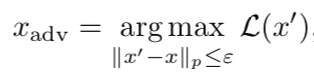 x_adv = arg max_{‖x′−x‖_p ≤ ε} ℒ(x′),